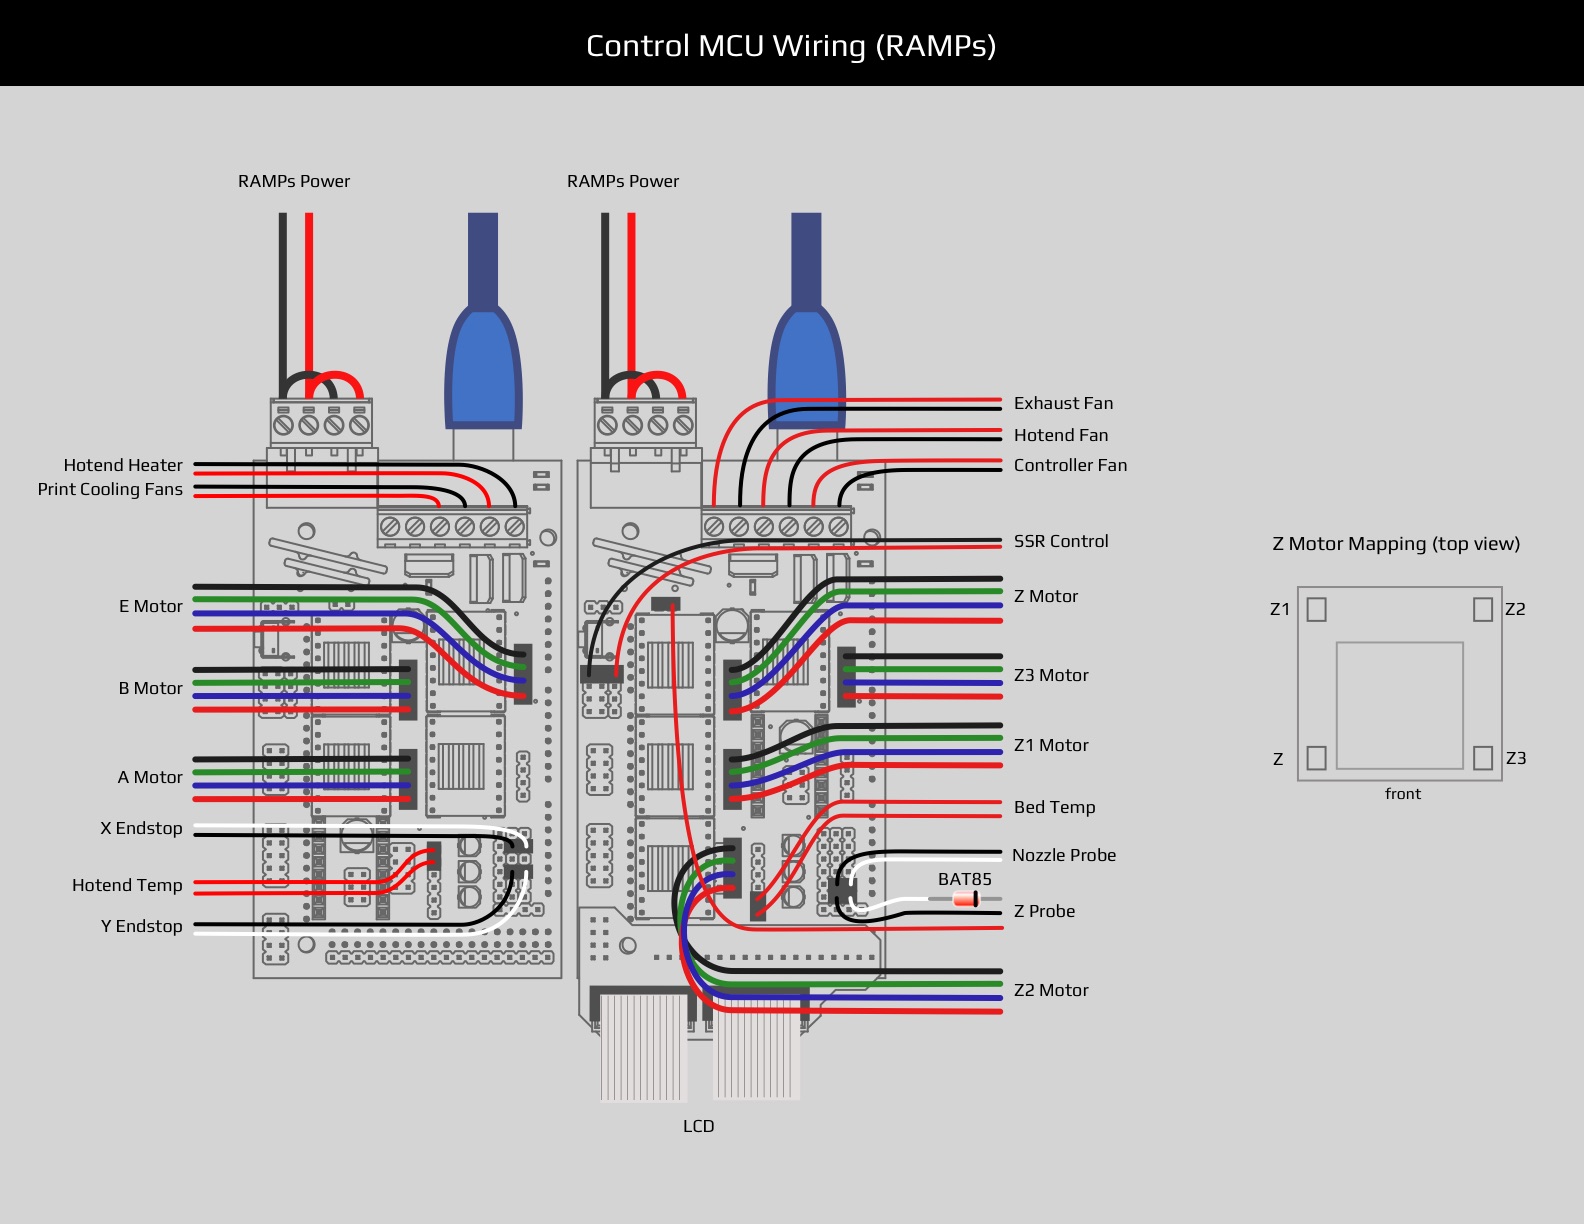 Control MCU Wiring (RAMPs)
RAMPs Power
RAMPs Power
Hotend Heater
Print Cooling Fans
E Motor
B Motor
A Motor
X Endstop
Hotend Temp
Y Endstop
Exhaust Fan
Hotend Fan
Controller Fan
SSR Control
Z Motor
Z3 Motor
Z1 Motor
Bed Temp
Nozzle Probe
BAT85
Z Probe
Z2 Motor
LCD
Z Motor Mapping (top view)
Z1
Z2
Z
Z3
front